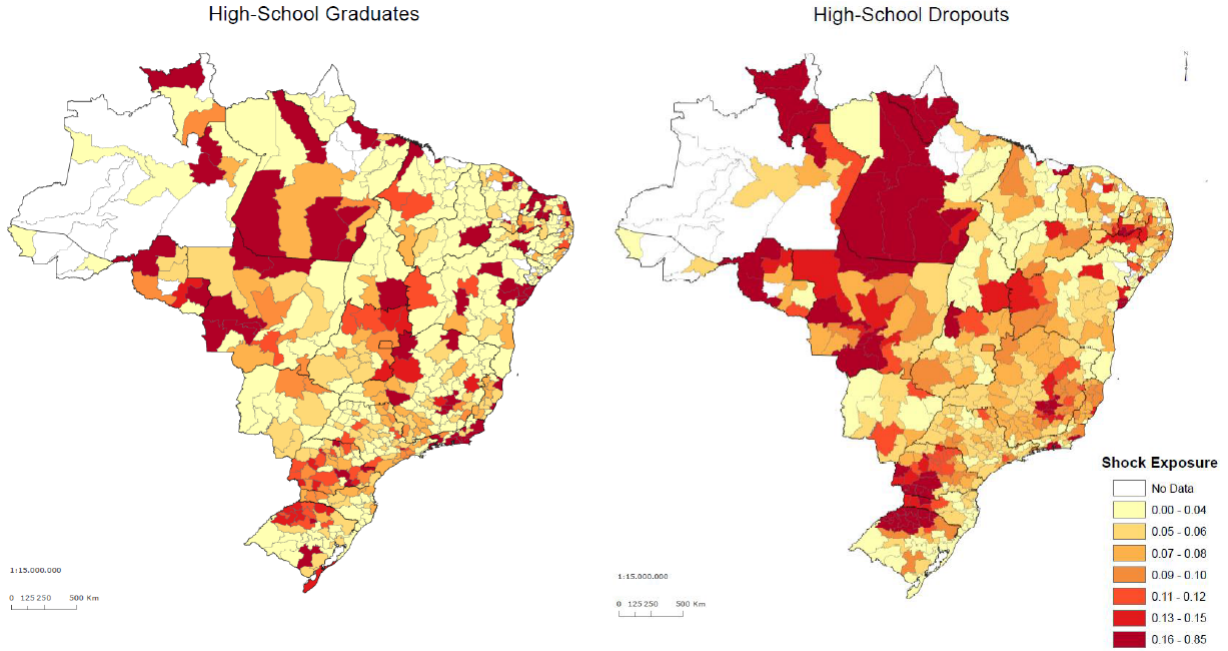 High-School Graduates
High-School Dropouts
N
Shock Exposure
No Data
0.00 - 0.04
0.05 - 0.06
0.07 - 0.08
0.09 - 0.10
0.11 - 0.12
0.13 - 0.15
0.16 - 0.85
1:15.000.000
0 125 250 500 Km
1:15.000.000
0 125 250 500 Km